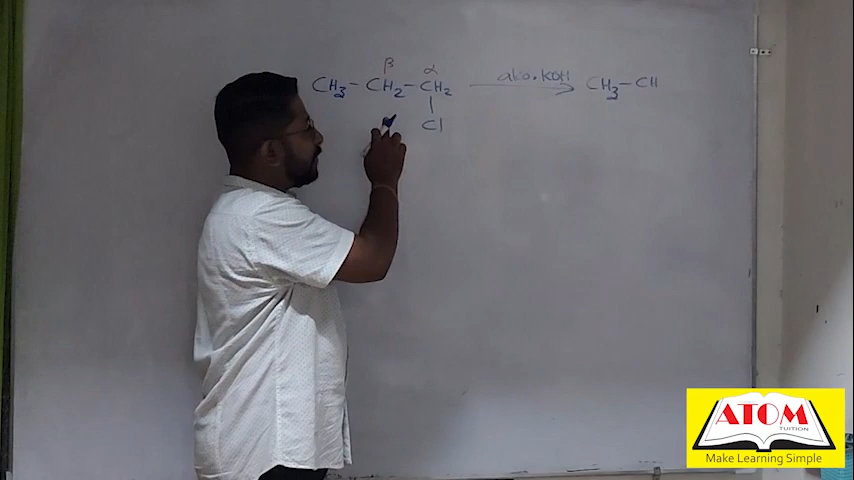 β α
CH₃ – CH₂ – CH₂ alco. KOH → CH₃ – CH
|
Cl
ATOM
TUITION
Make Learning Simple